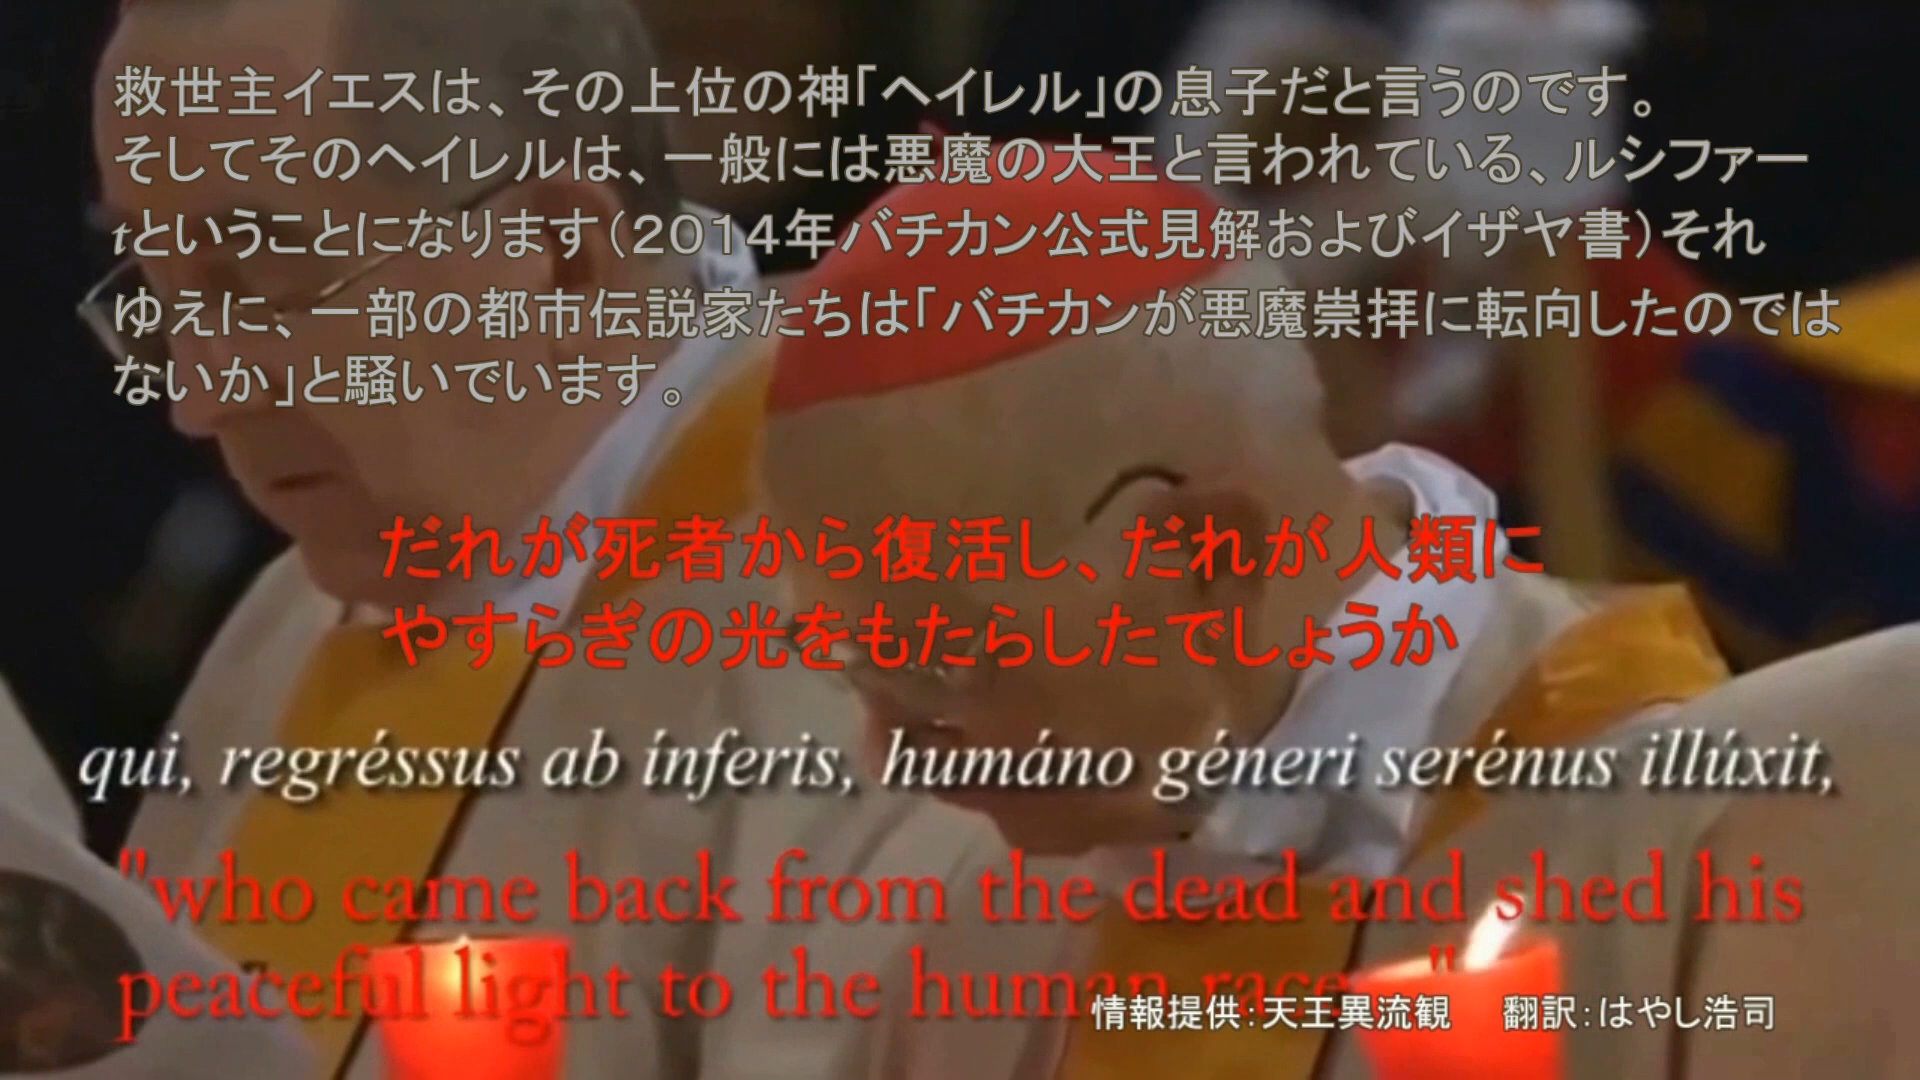 救世主イエスは、その上位の神「ヘイレル」の息子だと言うのです。
そしてそのヘイレルは、一般には悪魔の大王と言われている、ルシファー
tということになります（２０１４年バチカン公式見解およびイザヤ書）それ
ゆえに、一部の都市伝説家たちは「バチカンが悪魔崇拝に転向したのでは
ないか」と騒いでいます。
だれが死者から復活し、だれが人類に
やすらぎの光をもたらしたでしょうか
qui, regréssus ab ínferis, humáno géneri serénus illúxit,
"who came back from the dead and shed his
peaceful light to the human race, "
情報提供：天王異流観　翻訳：はやし浩司